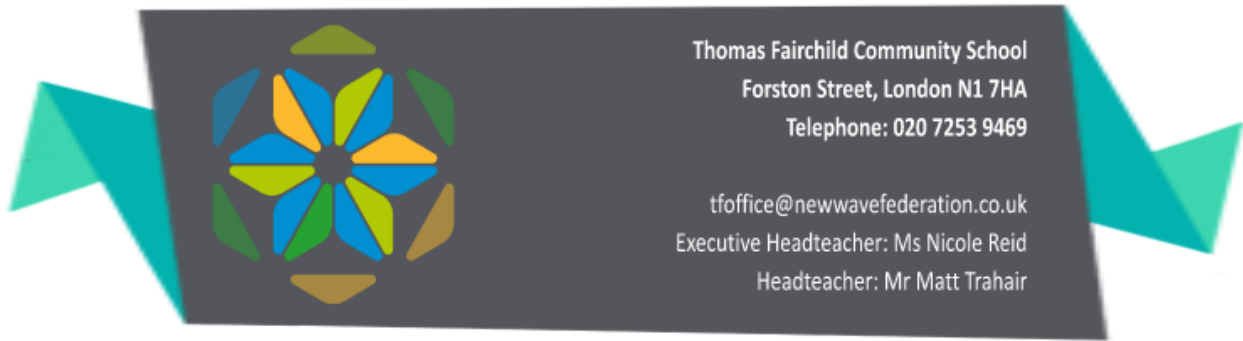 Thomas Fairchild Community School
Forston Street, London N1 7HA
Telephone: 020 7253 9469
tfoffice@newwavefederation.co.uk
Executive Headteacher: Ms Nicole Reid
Headteacher: Mr Matt Trahair